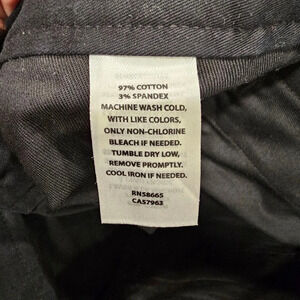 97% COTTON
3% SPANDEX
MACHINE WASH COLD,
WITH LIKE COLORS,
ONLY NON-CHLORINE
BLEACH IF NEEDED.
TUMBLE DRY LOW,
REMOVE PROMPTLY.
COOL IRON IF NEEDED.
RN58665
CA57963